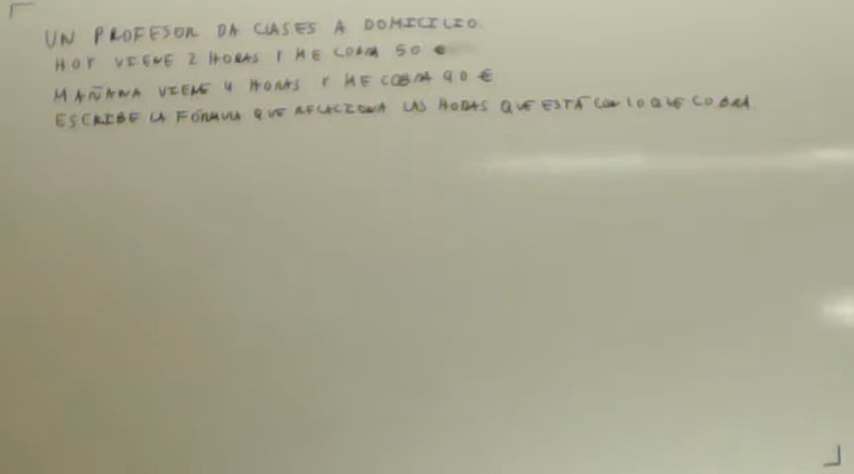 UN PROFESOR DA CLASES A DOMICILIO.
HOY VIENE 2 HORAS Y ME COBRA 50 €
MAÑANA VIENE 4 HORAS Y ME COBRA 90 €
ESCRIBE LA FÓRMULA QUE RELACIONA LAS HORAS QUE ESTÁ CON LO QUE COBRA